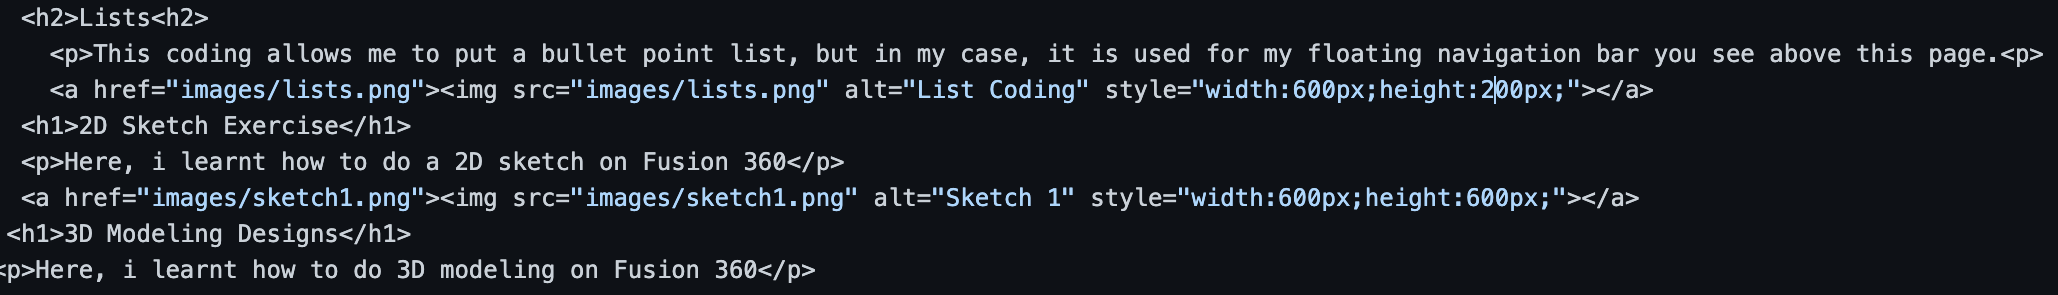 <h2>Lists<h2>
<p>This coding allows me to put a bullet point list, but in my case, it is used for my floating navigation bar you see above this page.<p>
<a href="images/lists.png"><img src="images/lists.png" alt="List Coding" style="width:600px;height:200px;"></a>
<h1>2D Sketch Exercise</h1>
<p>Here, i learnt how to do a 2D sketch on Fusion 360</p>
<a href="images/sketch1.png"><img src="images/sketch1.png" alt="Sketch 1" style="width:600px;height:600px;"></a>
<h1>3D Modeling Designs</h1>
<p>Here, i learnt how to do 3D modeling on Fusion 360</p>